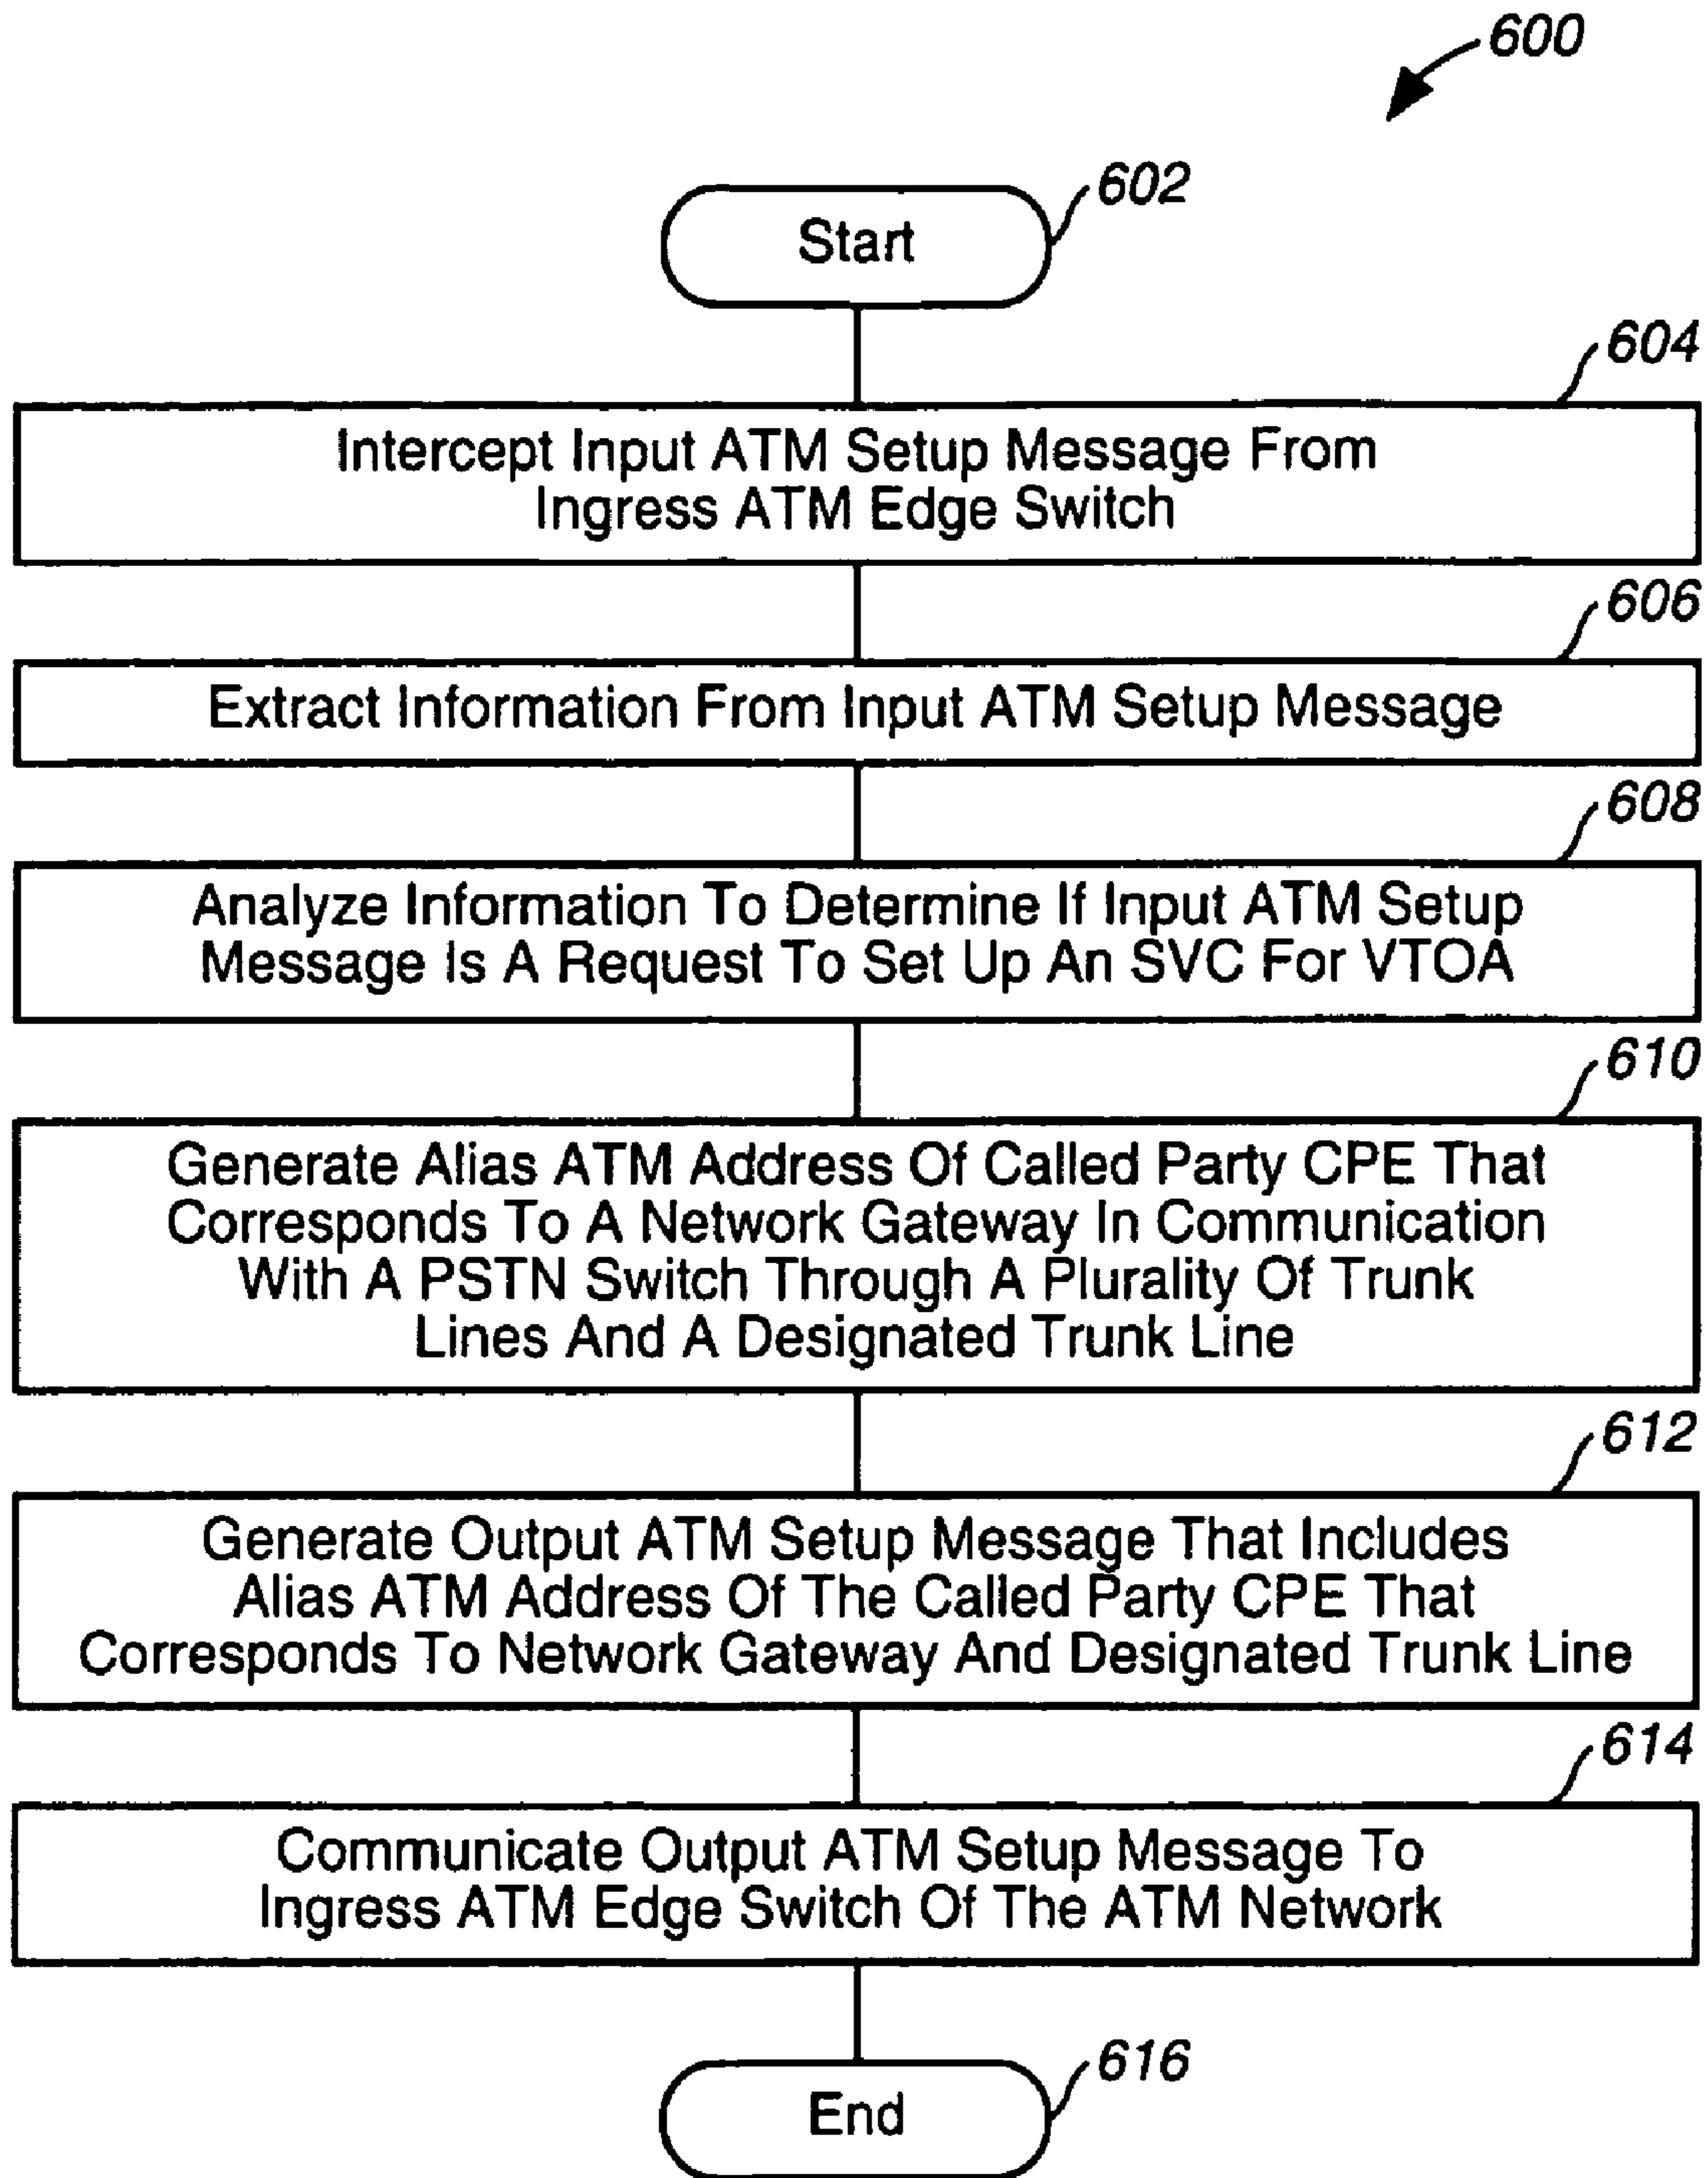 600
602
Start
604
Intercept Input ATM Setup Message From
Ingress ATM Edge Switch
606
Extract Information From Input ATM Setup Message
608
Analyze Information To Determine If Input ATM Setup
Message Is A Request To Set Up An SVC For VTOA
610
Generate Alias ATM Address Of Called Party CPE That
Corresponds To A Network Gateway In Communication
With A PSTN Switch Through A Plurality Of Trunk
Lines And A Designated Trunk Line
612
Generate Output ATM Setup Message That Includes
Alias ATM Address Of The Called Party CPE That
Corresponds To Network Gateway And Designated Trunk Line
614
Communicate Output ATM Setup Message To
Ingress ATM Edge Switch Of The ATM Network
616
End